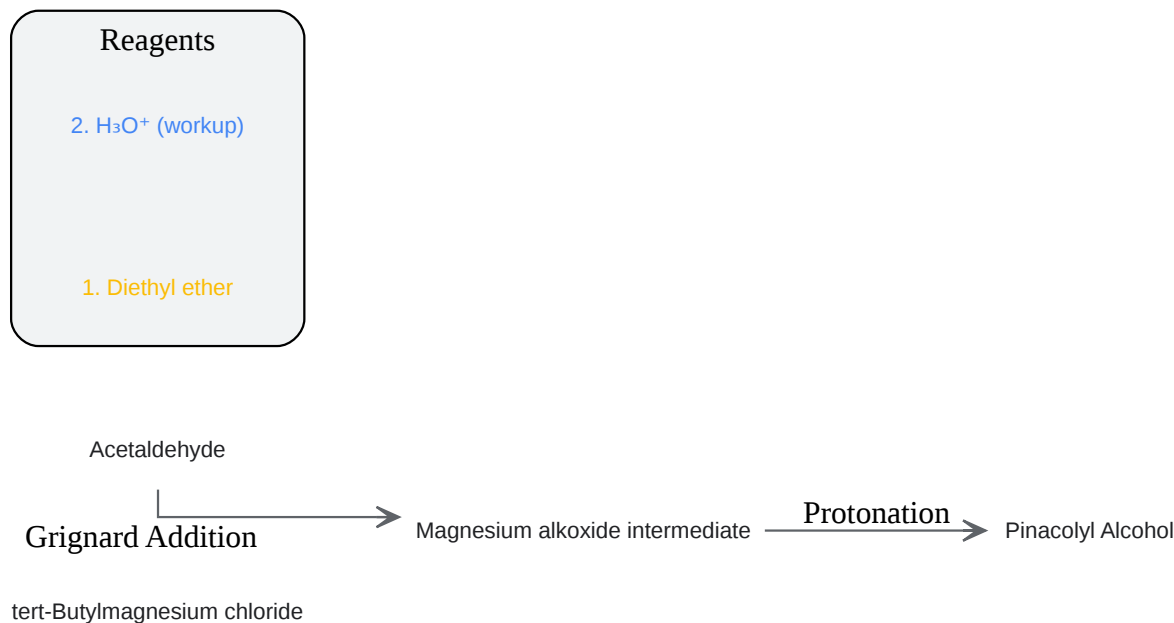 Reagents
2. H₃O⁺ (workup)
1. Diethyl ether
Acetaldehyde
Grignard Addition
Magnesium alkoxide intermediate
Protonation
Pinacolyl Alcohol
tert-Butylmagnesium chloride